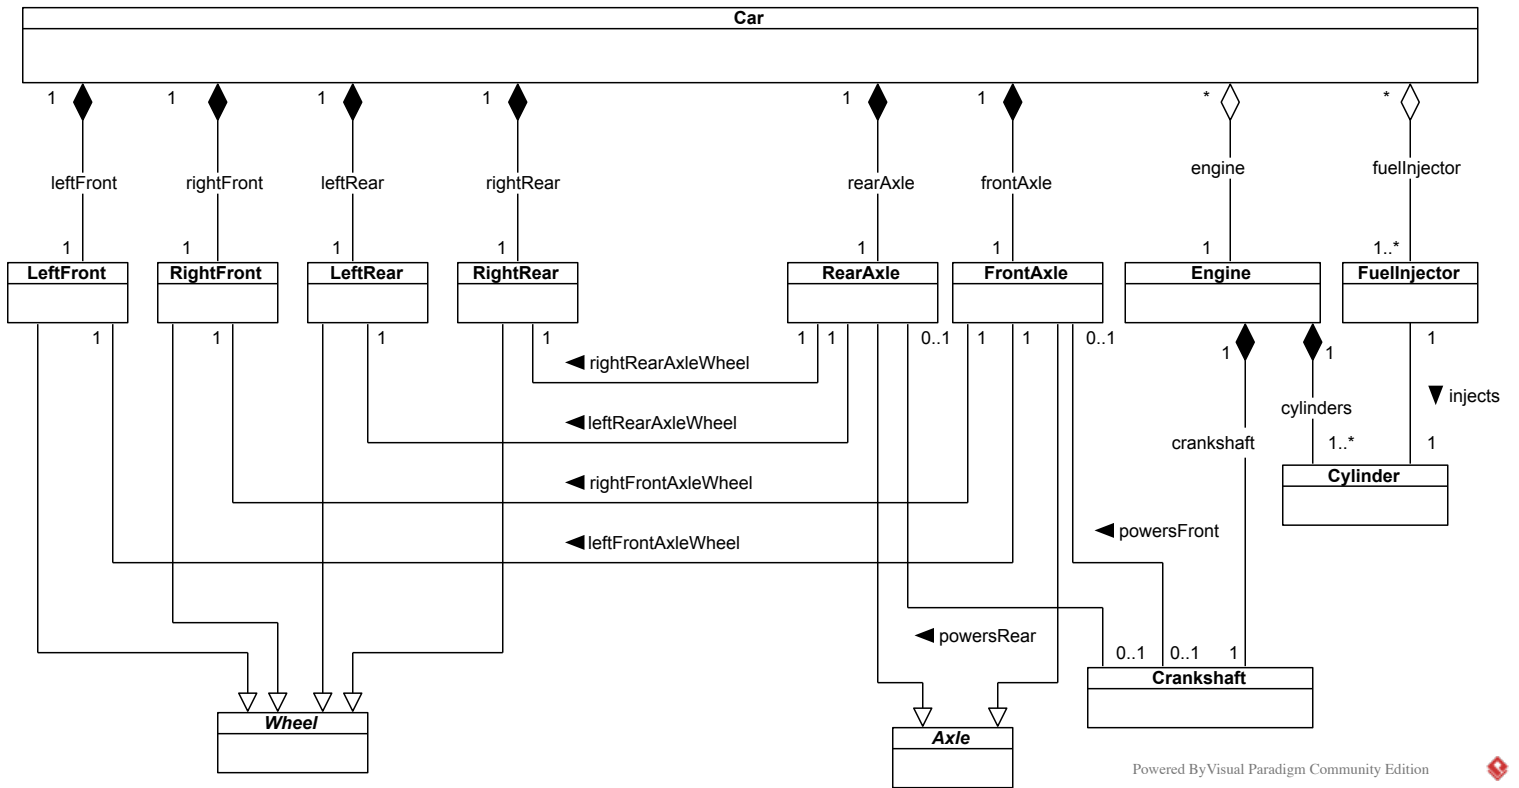 Car
1 1 1 1 1 1 * *
engine fuelInjector
leftFront rightFront leftRear rightRear rearAxle frontAxle
1 1 1 1 1 1 1 1..*
LeftFront RightFront LeftRear RightRear RearAxle FrontAxle Engine FuelInjector
1 1 1 1 1 1 0..1 1 1 0..1 1 1 1
rightRearAxleWheel
injects
cylinders
leftRearAxleWheel
crankshaft 1..* 1
Cylinder
rightFrontAxleWheel
powersFront
leftFrontAxleWheel
powersRear
0..1 0..1 1
Crankshaft
Wheel
Axle
Powered ByVisual Paradigm Community Edition